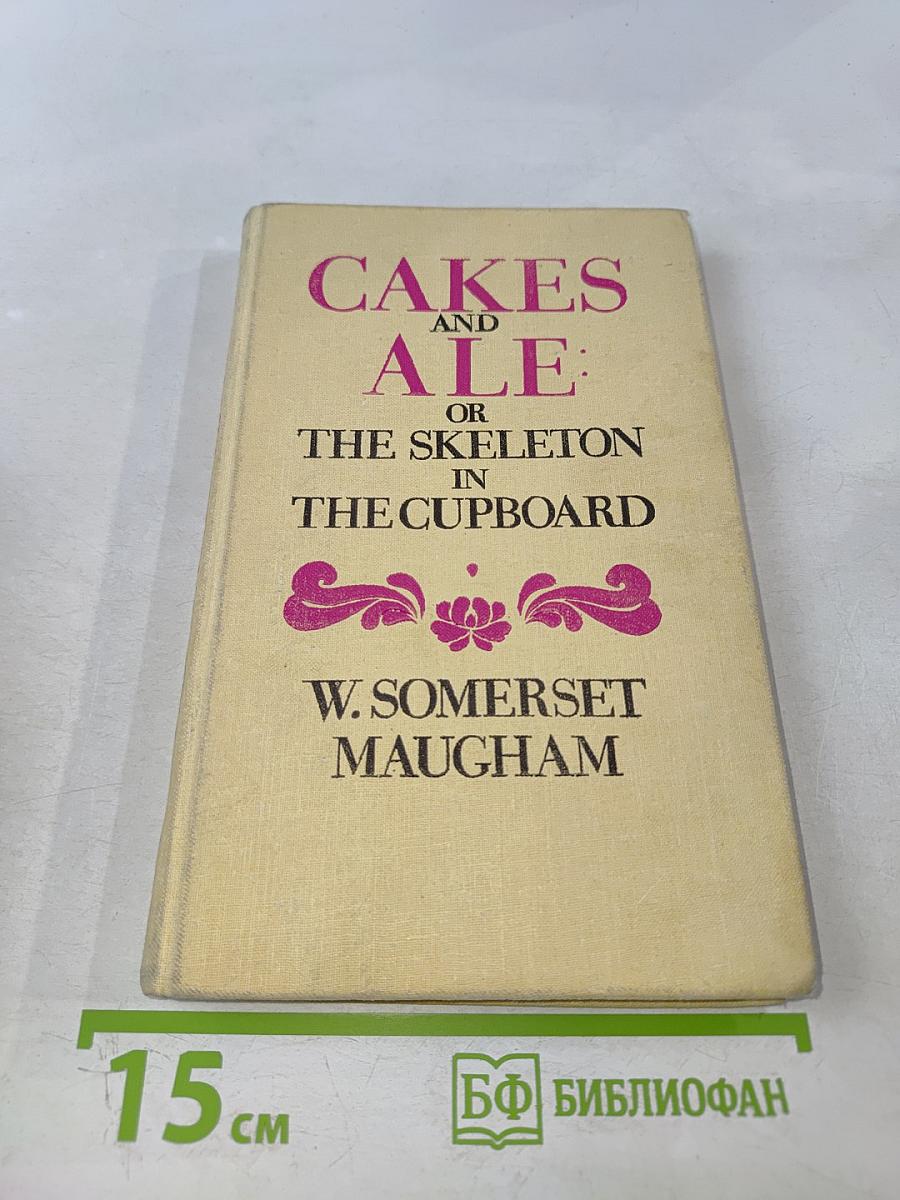 CAKES
AND
ALE:
OR
THE SKELETON
IN
THE CUPBOARD
W. SOMERSET
MAUGHAM
15 см
БФ БИБЛИОФАН